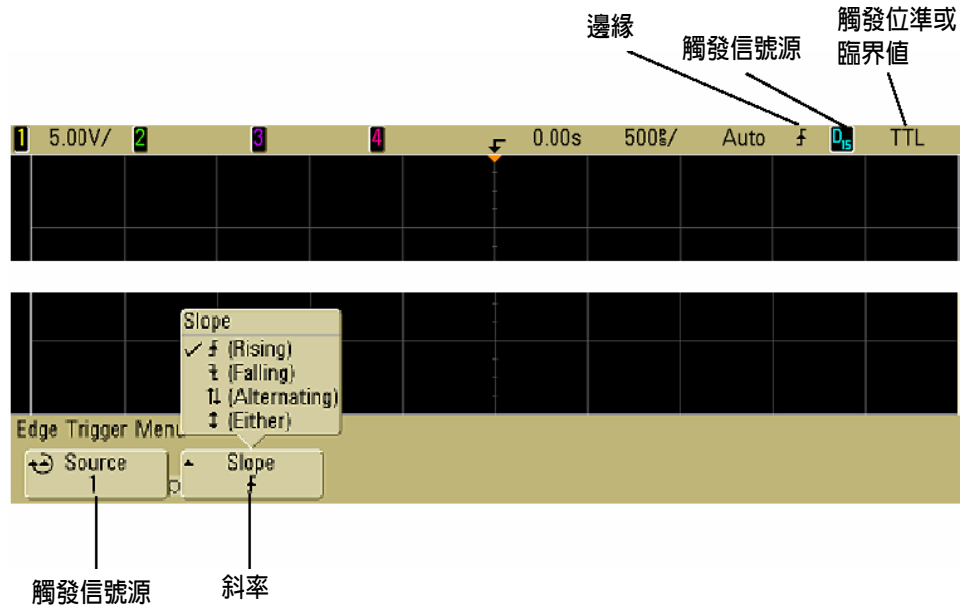 邊緣
觸發信號源
觸發位準或
臨界值
1 5.00V/ 2 3 4 0.00s 500㎱/ Auto D15 TTL
Slope
✓ (Rising)
(Falling)
(Alternating)
(Either)
Edge Trigger Menu
Source
1
Slope
觸發信號源
斜率